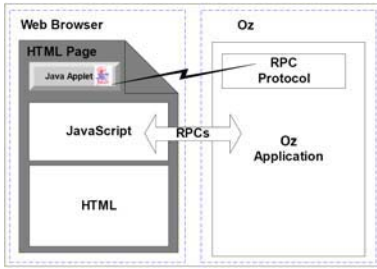 Web Browser
Oz
HTML Page
Java Applet
RPC
Protocol
JavaScript
RPCs
Oz
Application
HTML